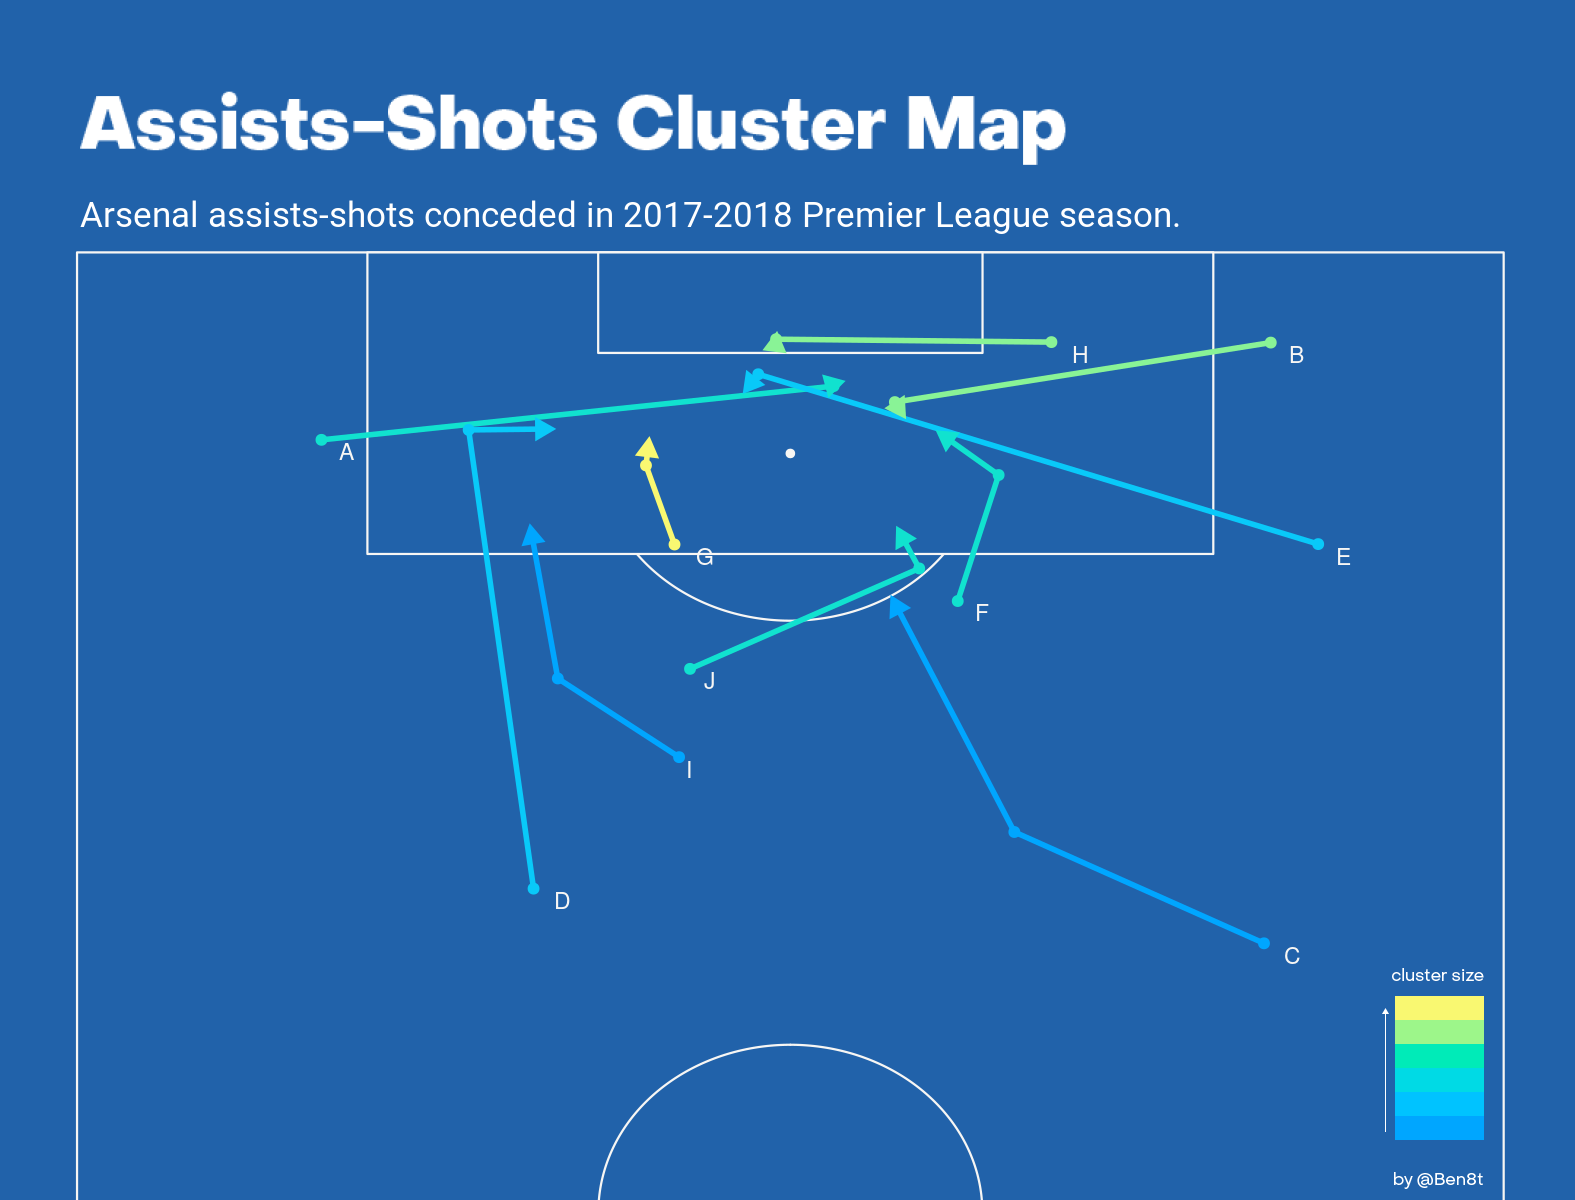 Assists-Shots Cluster Map
Arsenal assists-shots conceded in 2017-2018 Premier League season.
H
B
A
G
E
F
J
I
D
C
cluster size
by @Ben8t